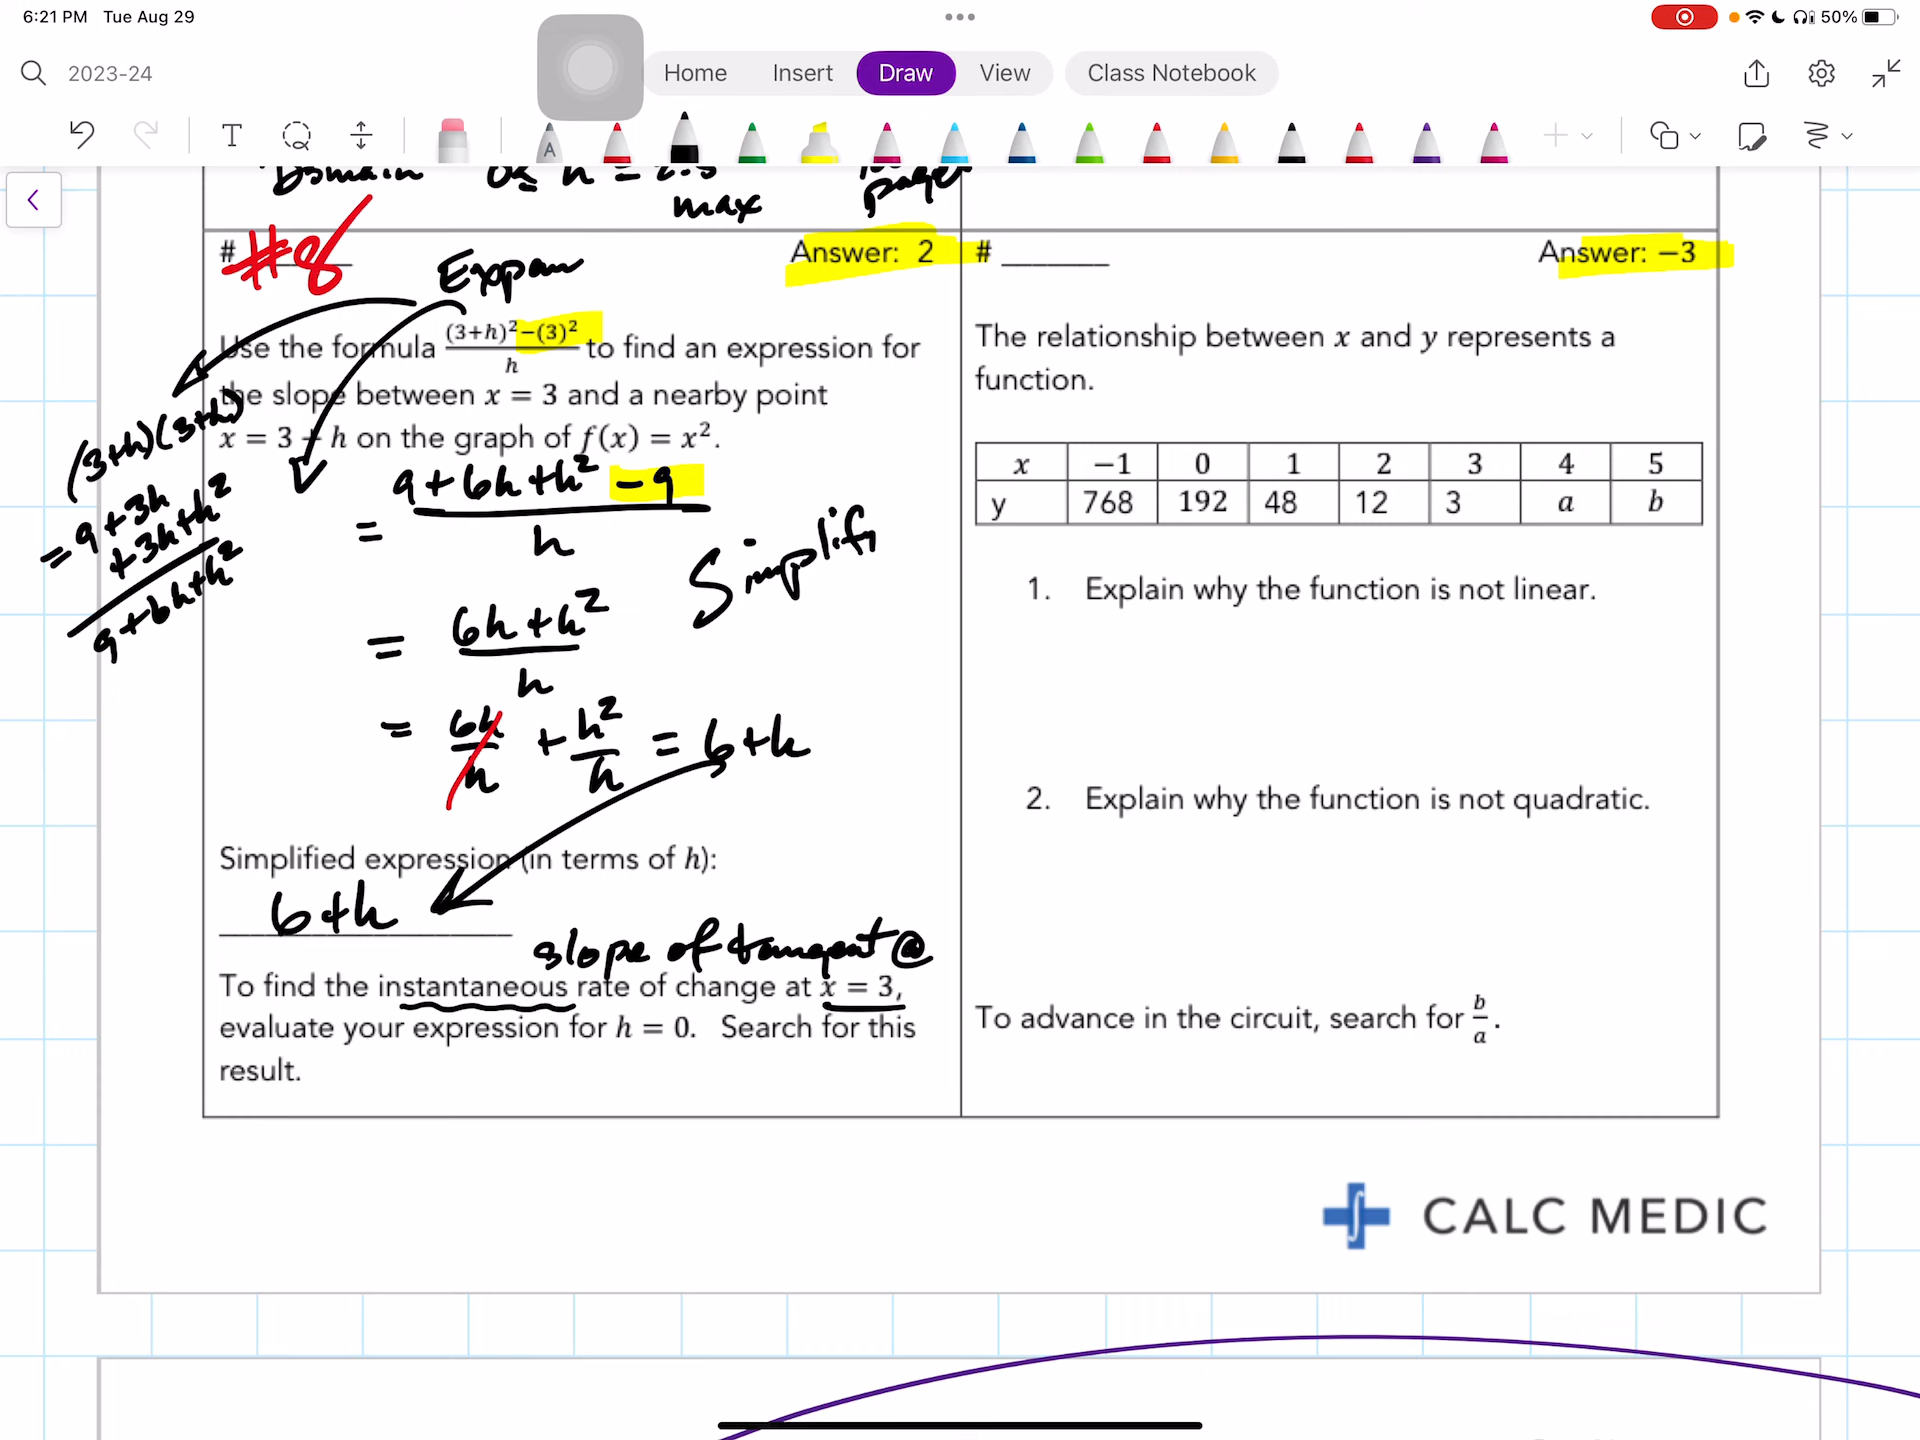 6:21 PM Tue Aug 29
50%
2023-24
Home Insert Draw View Class Notebook
T
A
Domain
max
pages
# #8
Answer: 2
Expan
Use the formula (3+h)²−(3)² / h to find an expression for
the slope between x = 3 and a nearby point
x = 3 + h on the graph of f(x) = x².
(3+h)(3+h)
= 9+3h
+3h+h²
9+6h+h²
= 9+6h+h² −9 / h
Simplify
= 6h+h² / h
= 6h/h + h²/h = 6+h
Simplified expression (in terms of h):
6+h
slope of tangent @
To find the instantaneous rate of change at x = 3,
evaluate your expression for h = 0. Search for this
result.
# ________
Answer: −3
The relationship between x and y represents a
function.
x −1 0 1 2 3 4 5
y 768 192 48 12 3 a b
1. Explain why the function is not linear.
2. Explain why the function is not quadratic.
To advance in the circuit, search for b/a.
CALC MEDIC